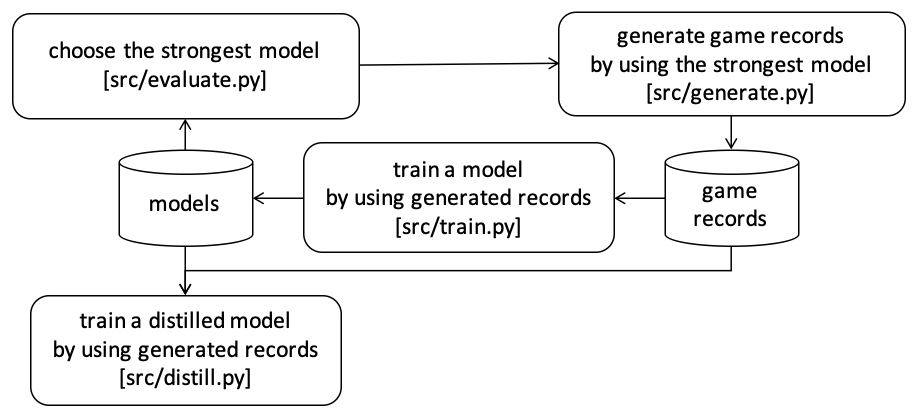 choose the strongest model
[src/evaluate.py]
generate game records
by using the strongest model
[src/generate.py]
models
train a model
by using generated records
[src/train.py]
game
records
train a distilled model
by using generated records
[src/distill.py]